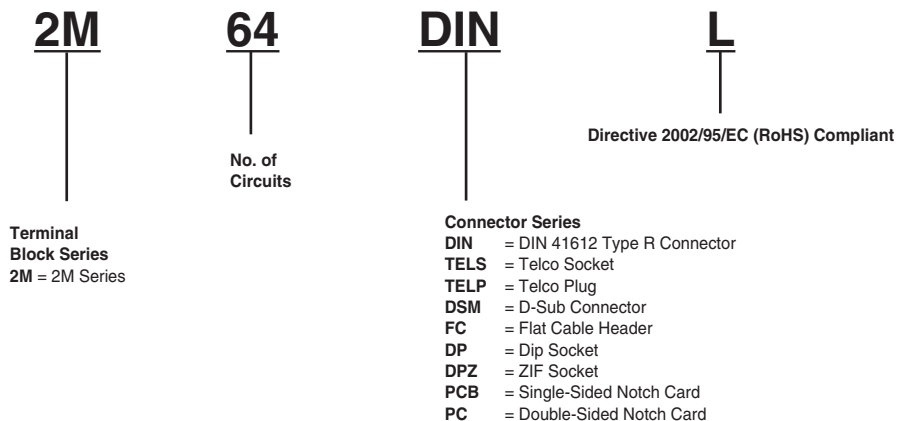 2M 64 DIN L
Directive 2002/95/EC (RoHS) Compliant
No. of
Circuits
Terminal
Block Series
2M = 2M Series
Connector Series
DIN = DIN 41612 Type R Connector
TELS = Telco Socket
TELP = Telco Plug
DSM = D-Sub Connector
FC = Flat Cable Header
DP = Dip Socket
DPZ = ZIF Socket
PCB = Single-Sided Notch Card
PC = Double-Sided Notch Card